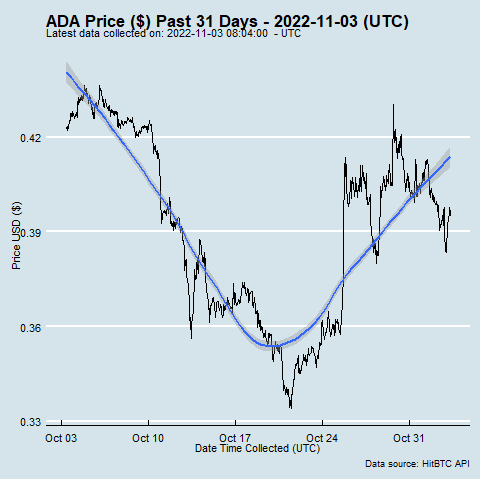 ADA Price ($) Past 31 Days - 2022-11-03 (UTC)
Latest data collected on: 2022-11-03 08:04:00  - UTC
Price USD ($)
0.42
0.39
0.36
0.33
Oct 03 Oct 10 Oct 17 Oct 24 Oct 31
Date Time Collected (UTC)
Data source: HitBTC API